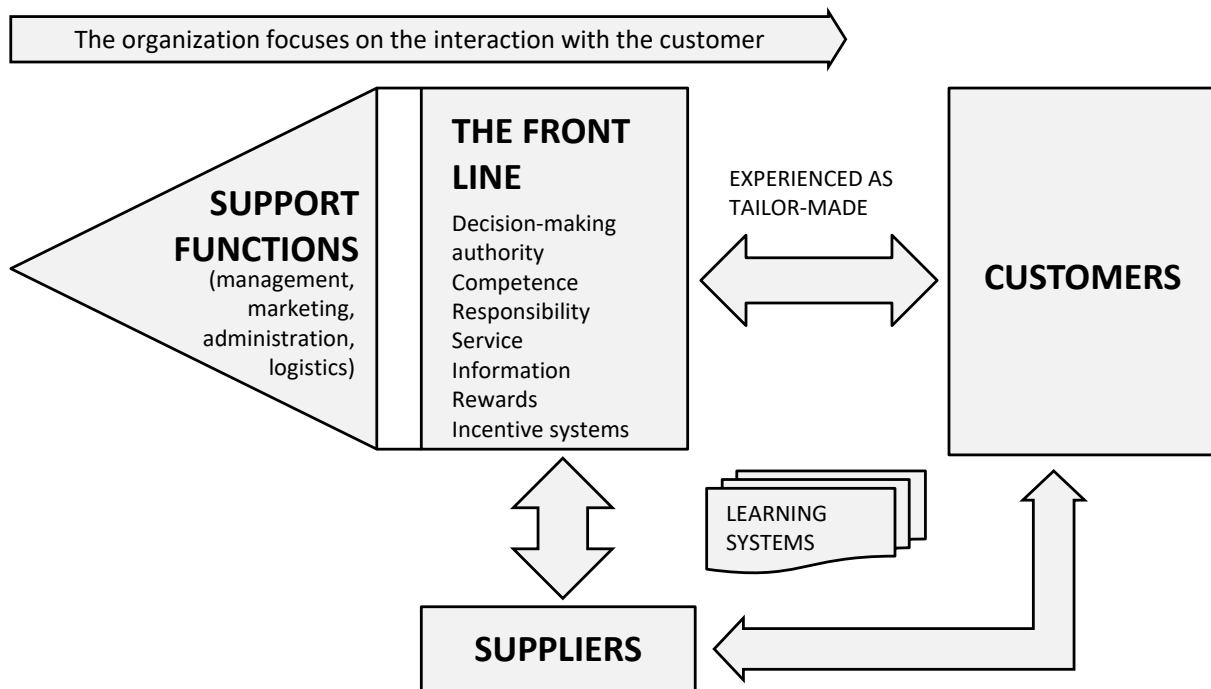 The organization focuses on the interaction with the customer
SUPPORT
FUNCTIONS
(management,
marketing,
administration,
logistics)
THE FRONT
LINE
Decision-making
authority
Competence
Responsibility
Service
Information
Rewards
Incentive systems
EXPERIENCED AS
TAILOR-MADE
CUSTOMERS
LEARNING
SYSTEMS
SUPPLIERS